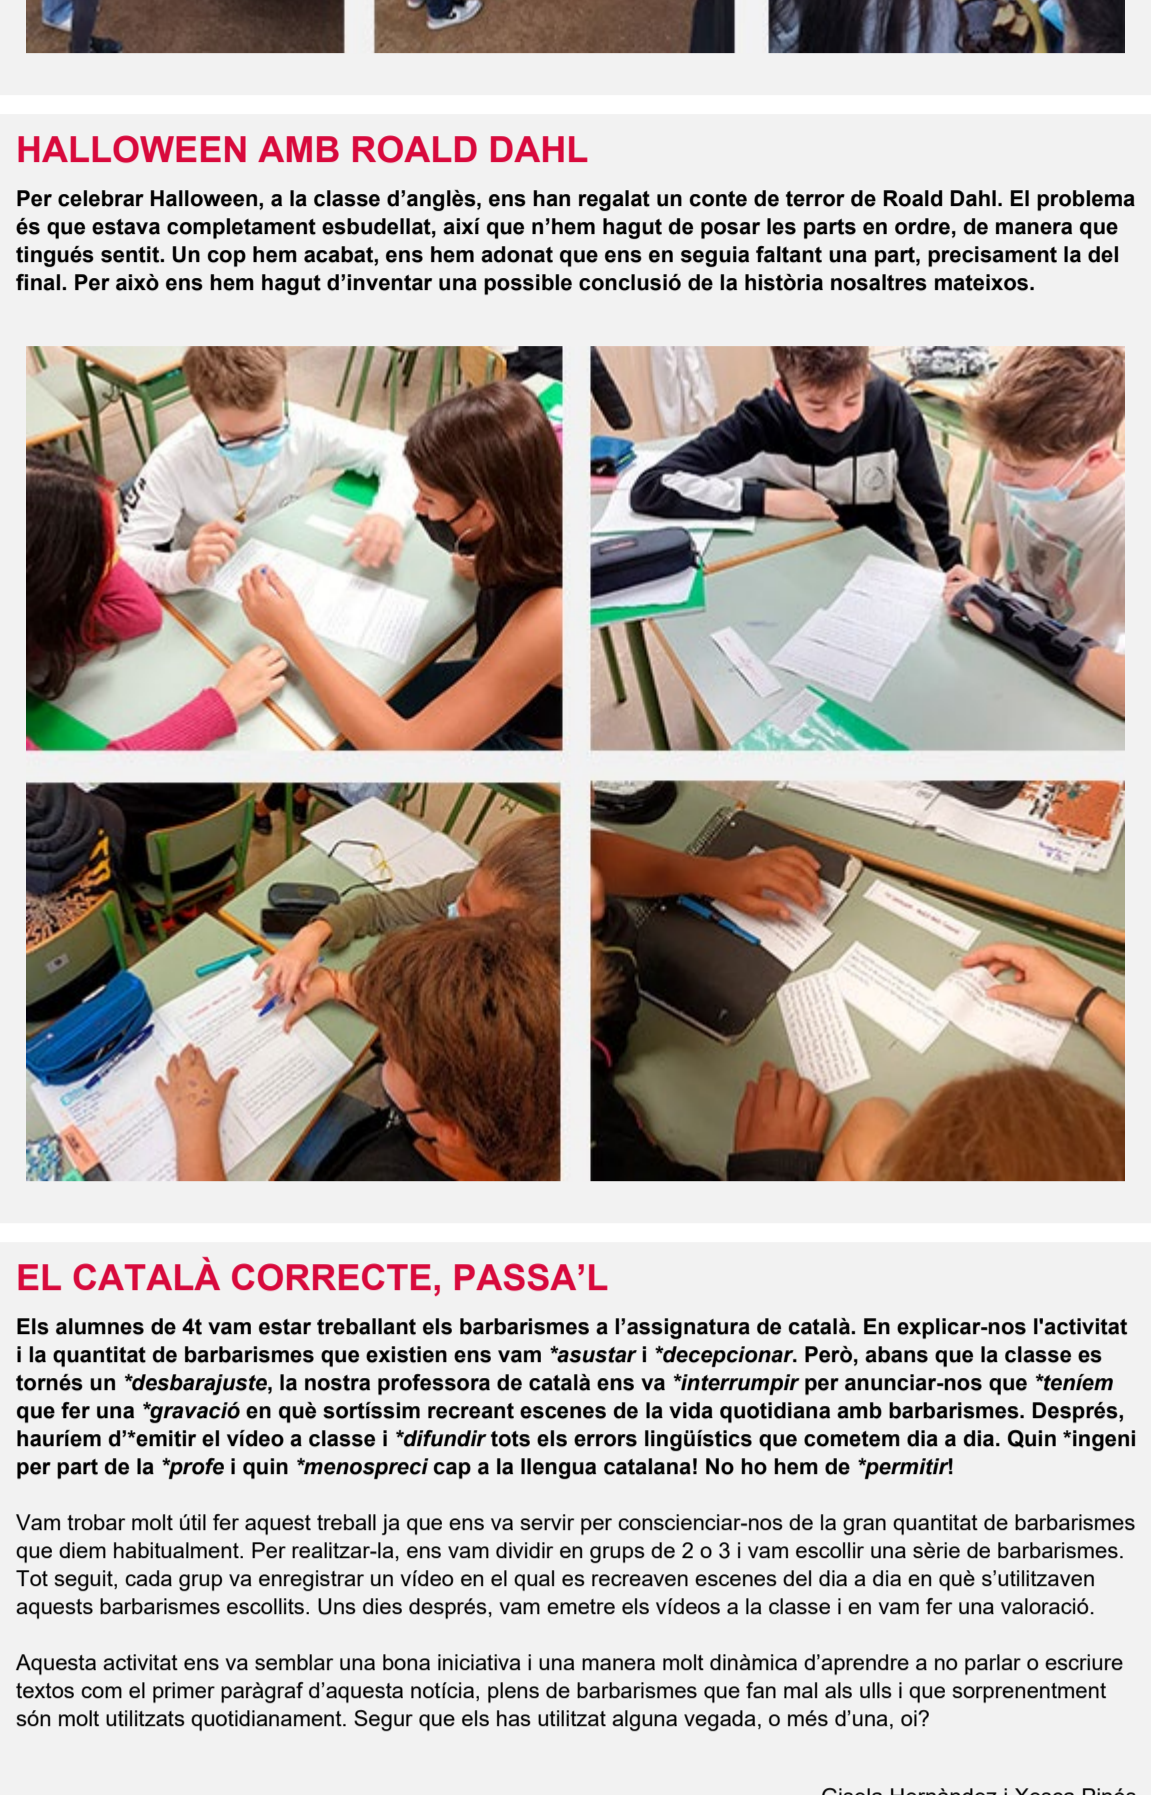 HALLOWEEN AMB ROALD DAHL
Per celebrar Halloween, a la classe d’anglès, ens han regalat un conte de terror de Roald Dahl. El problema
és que estava completament esbudellat, així que n’hem hagut de posar les parts en ordre, de manera que
tingués sentit. Un cop hem acabat, ens hem adonat que ens en seguia faltant una part, precisament la del
final. Per això ens hem hagut d’inventar una possible conclusió de la història nosaltres mateixos.
EL CATALÀ CORRECTE, PASSA’L
Els alumnes de 4t vam estar treballant els barbarismes a l’assignatura de català. En explicar-nos l'activitat
i la quantitat de barbarismes que existien ens vam *asustar i *decepcionar. Però, abans que la classe es
tornés un *desbarajuste, la nostra professora de català ens va *interrumpir per anunciar-nos que *teníem
que fer una *gravació en què sortíssim recreant escenes de la vida quotidiana amb barbarismes. Després,
hauríem d’*emitir el vídeo a classe i *difundir tots els errors lingüístics que cometem dia a dia. Quin *ingeni
per part de la *profe i quin *menospreci cap a la llengua catalana! No ho hem de *permitir!
Vam trobar molt útil fer aquest treball ja que ens va servir per conscienciar-nos de la gran quantitat de barbarismes
que diem habitualment. Per realitzar-la, ens vam dividir en grups de 2 o 3 i vam escollir una sèrie de barbarismes.
Tot seguit, cada grup va enregistrar un vídeo en el qual es recreaven escenes del dia a dia en què s’utilitzaven
aquests barbarismes escollits. Uns dies després, vam emetre els vídeos a la classe i en vam fer una valoració.
Aquesta activitat ens va semblar una bona iniciativa i una manera molt dinàmica d’aprendre a no parlar o escriure
textos com el primer paràgraf d’aquesta notícia, plens de barbarismes que fan mal als ulls i que sorprenentment
són molt utilitzats quotidianament. Segur que els has utilitzat alguna vegada, o més d’una, oi?
Gisela Hernàndez i Xesca Pinós